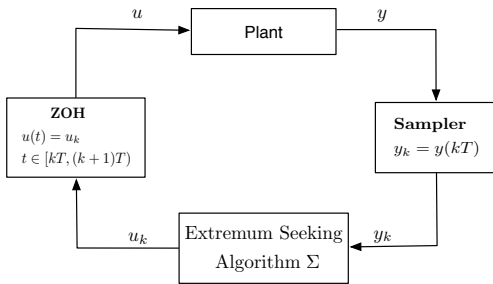 u
Plant
y
ZOH
u(t) = u_k
t ∈ [kT, (k+1)T)
Sampler
y_k = y(kT)
u_k
Extremum Seeking
Algorithm Σ
y_k